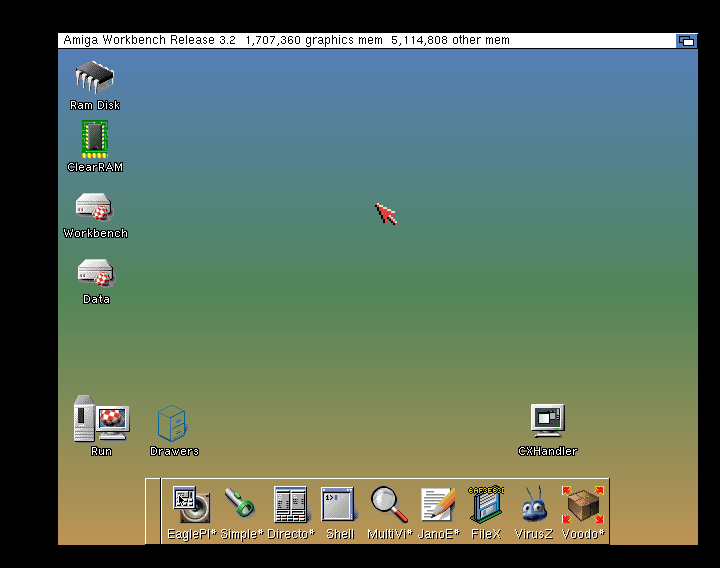 Amiga Workbench Release 3.2  1,707,360 graphics mem  5,114,808 other mem
Ram Disk
ClearRAM
Workbench
Data
Run
Drawers
CXHandler
1>
EaglePl* Simple* Directo* Shell MultiVi* JanoE* FileX VirusZ Voodo*